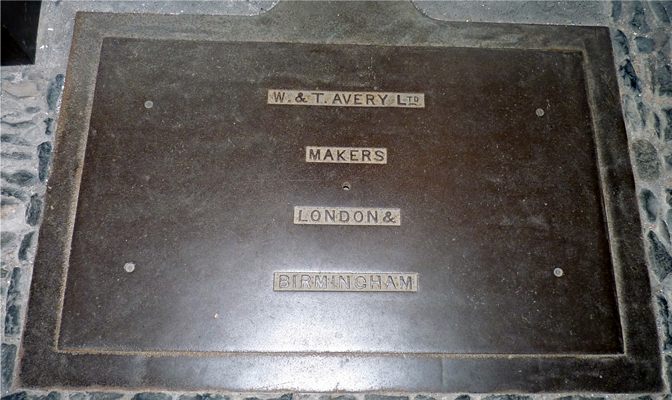 W. & T. AVERY LTD
MAKERS
LONDON &
BIRMINGHAM